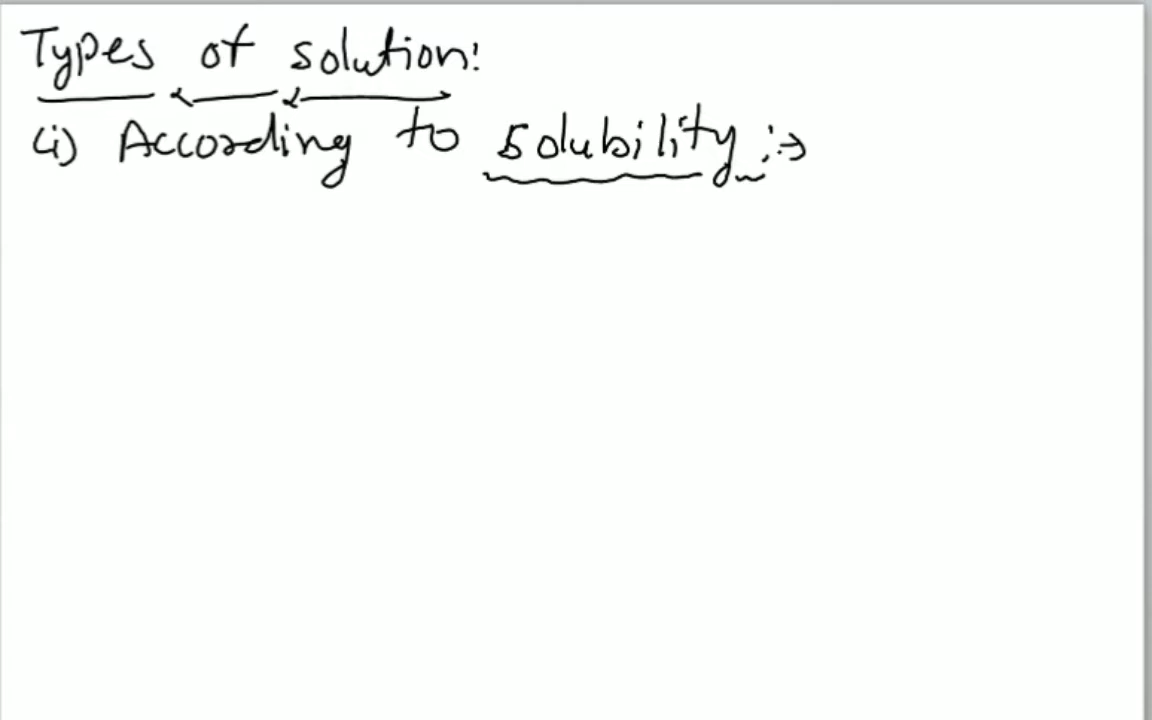 Types of solution:
(i) According to solubility :→